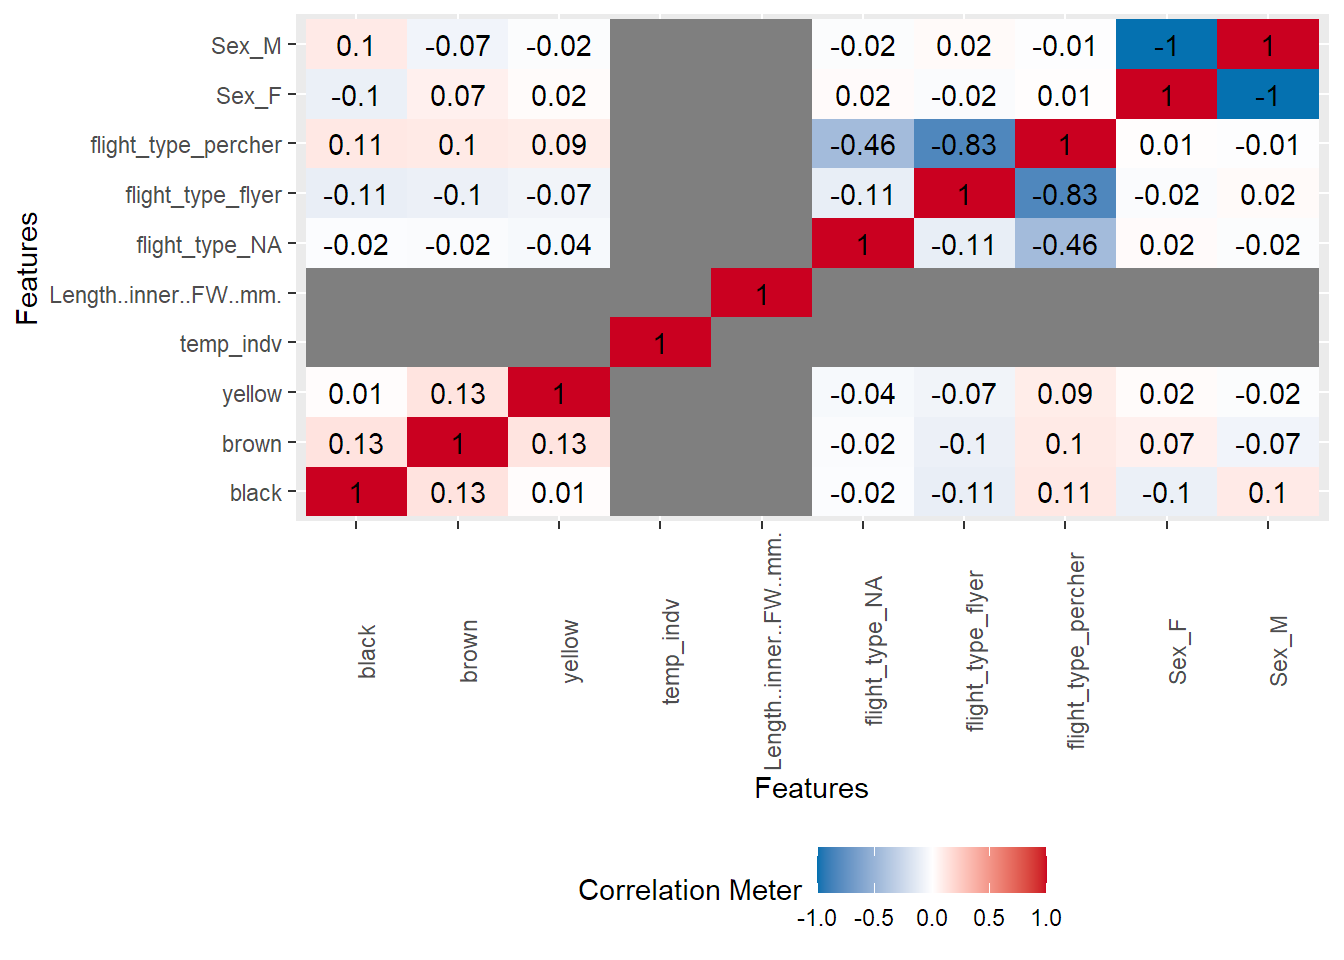 Sex_M 0.1 -0.07 -0.02 -0.02 0.02 -0.01 -1 1
Sex_F -0.1 0.07 0.02 0.02 -0.02 0.01 1 -1
flight_type_percher 0.11 0.1 0.09 -0.46 -0.83 1 0.01 -0.01
flight_type_flyer -0.11 -0.1 -0.07 -0.11 1 -0.83 -0.02 0.02
flight_type_NA -0.02 -0.02 -0.04 1 -0.11 -0.46 0.02 -0.02
Length..inner..FW..mm. 1
temp_indv 1
yellow 0.01 0.13 1 -0.04 -0.07 0.09 0.02 -0.02
brown 0.13 1 0.13 -0.02 -0.1 0.1 0.07 -0.07
black 1 0.13 0.01 -0.02 -0.11 0.11 -0.1 0.1
Features
black
brown
yellow
temp_indv
Length..inner..FW..mm.
flight_type_NA
flight_type_flyer
flight_type_percher
Sex_F
Sex_M
Features
Correlation Meter
-1.0 -0.5 0.0 0.5 1.0